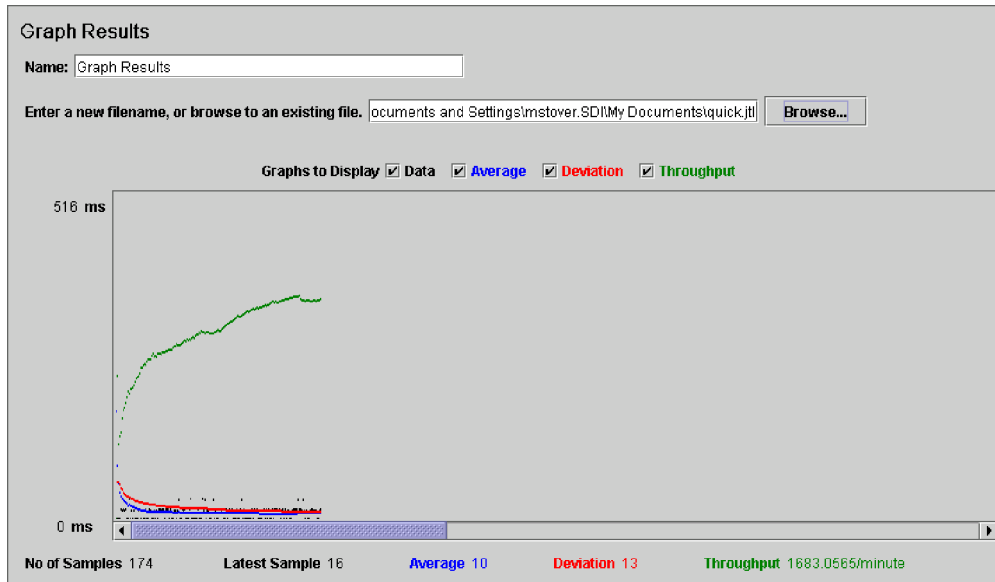 Graph Results
Name: Graph Results
Enter a new filename, or browse to an existing file. ocuments and Settings\mstover.SDI\My Documents\quick.jtl Browse...
Graphs to Display Data Average Deviation Throughput
516 ms
0 ms
No of Samples 174 Latest Sample 16 Average 10 Deviation 13 Throughput 1683.0565/minute